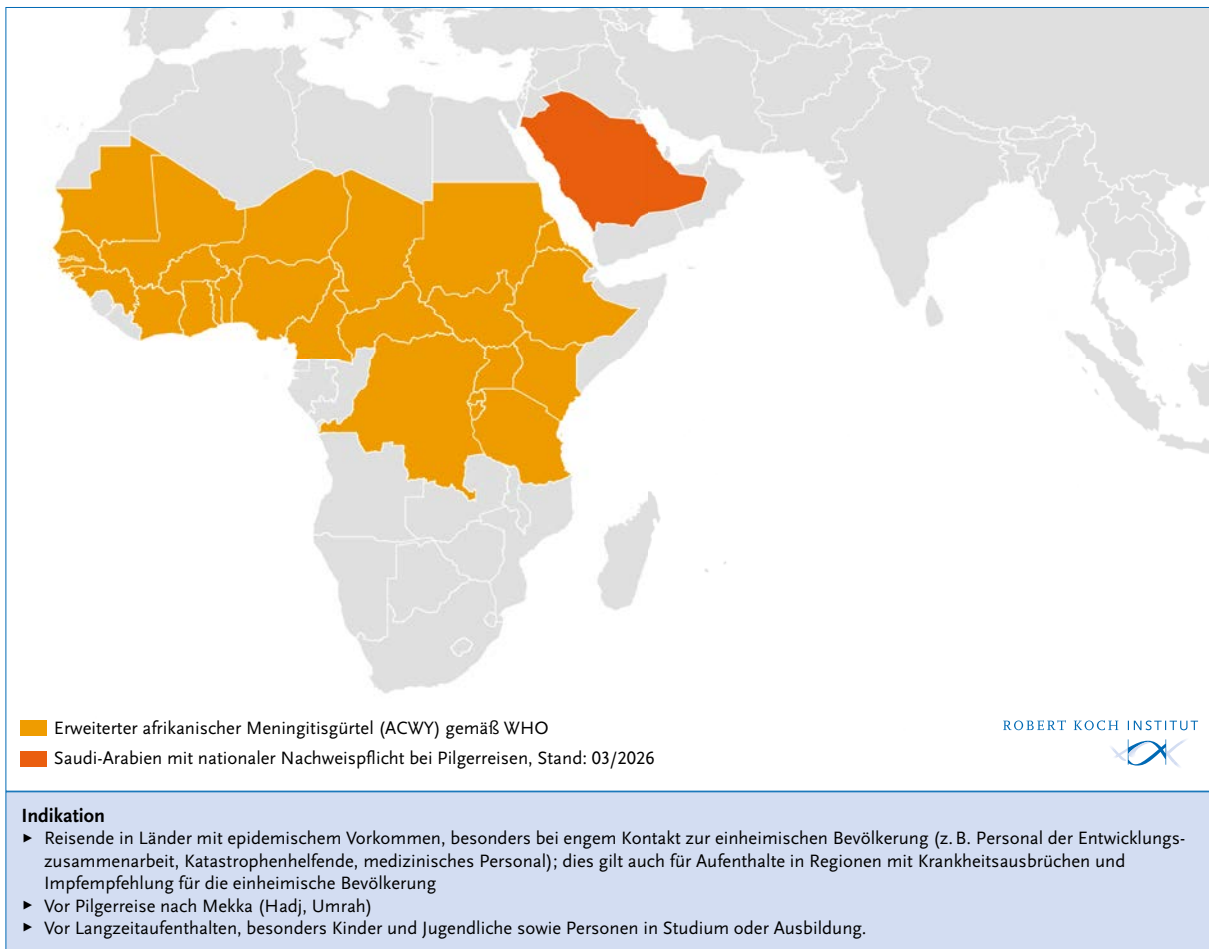 Erweiterter afrikanischer Meningitisgürtel (ACWY) gemäß WHO
Saudi-Arabien mit nationaler Nachweispflicht bei Pilgerreisen, Stand: 03/2026
ROBERT KOCH INSTITUT
Indikation
▶ Reisende in Länder mit epidemischem Vorkommen, besonders bei engem Kontakt zur einheimischen Bevölkerung (z. B. Personal der Entwicklungs-
zusammenarbeit, Katastrophenhelfende, medizinisches Personal); dies gilt auch für Aufenthalte in Regionen mit Krankheitsausbrüchen und
Impfempfehlung für die einheimische Bevölkerung
▶ Vor Pilgerreise nach Mekka (Hadj, Umrah)
▶ Vor Langzeitaufenthalten, besonders Kinder und Jugendliche sowie Personen in Studium oder Ausbildung.